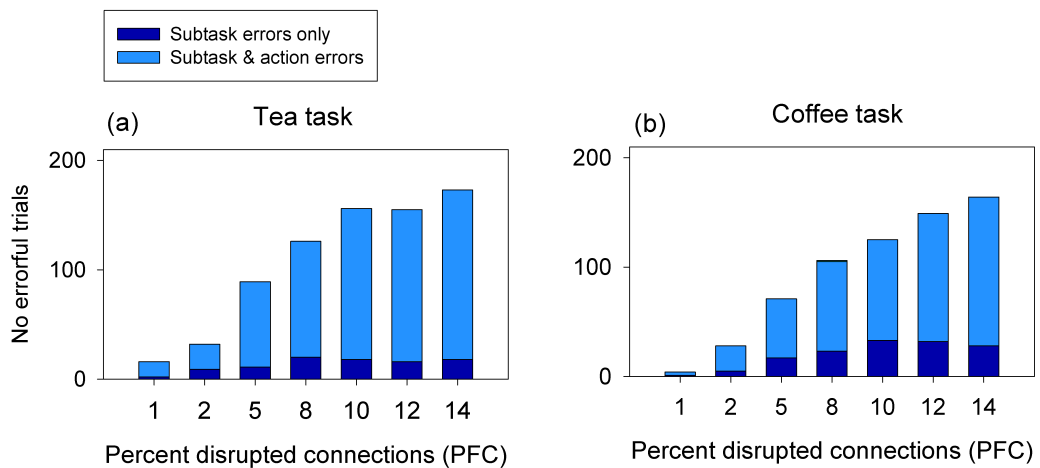 Subtask errors only
Subtask & action errors
(a) Tea task
(b) Coffee task
No errorful trials
200
100
0
1 2 5 8 10 12 14
Percent disrupted connections (PFC)
200
100
0
1 2 5 8 10 12 14
Percent disrupted connections (PFC)